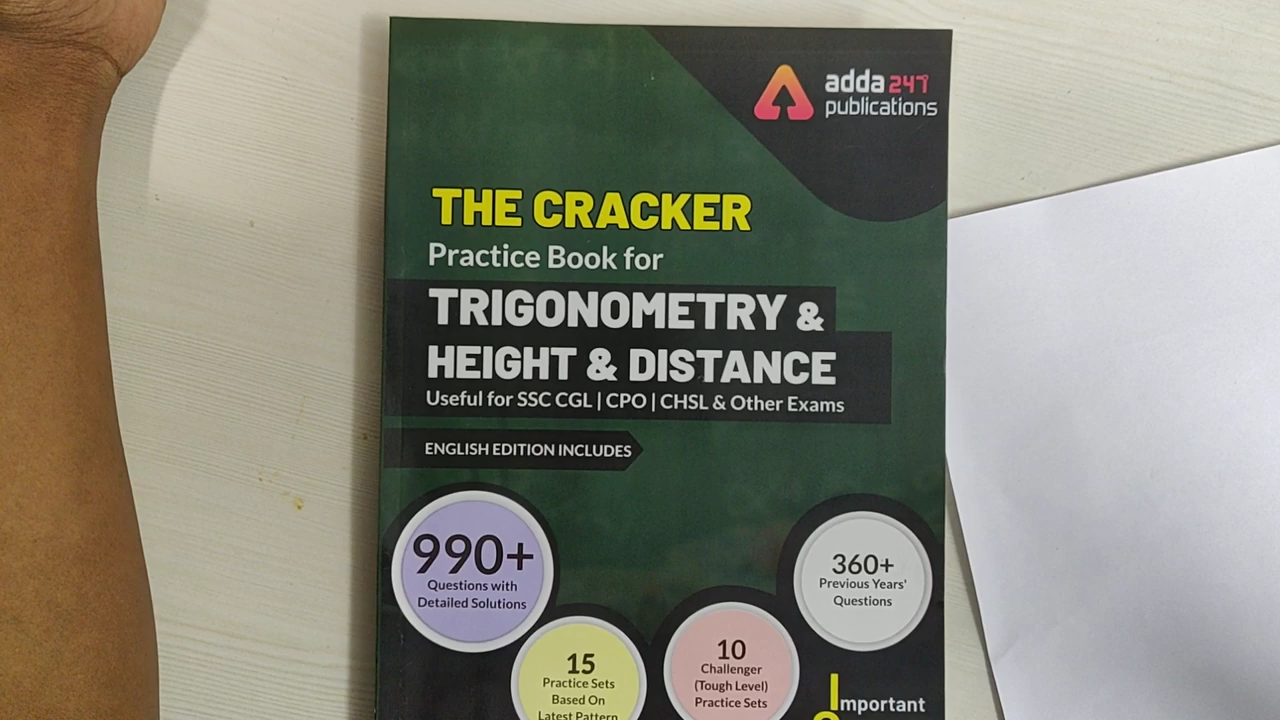 adda 247
publications
THE CRACKER
Practice Book for
TRIGONOMETRY &
HEIGHT & DISTANCE
Useful for SSC CGL | CPO | CHSL & Other Exams
ENGLISH EDITION INCLUDES
990+
Questions with
Detailed Solutions
15
Practice Sets
Based On
Latest Pattern
10
Challenger
(Tough Level)
Practice Sets
360+
Previous Years'
Questions
Important